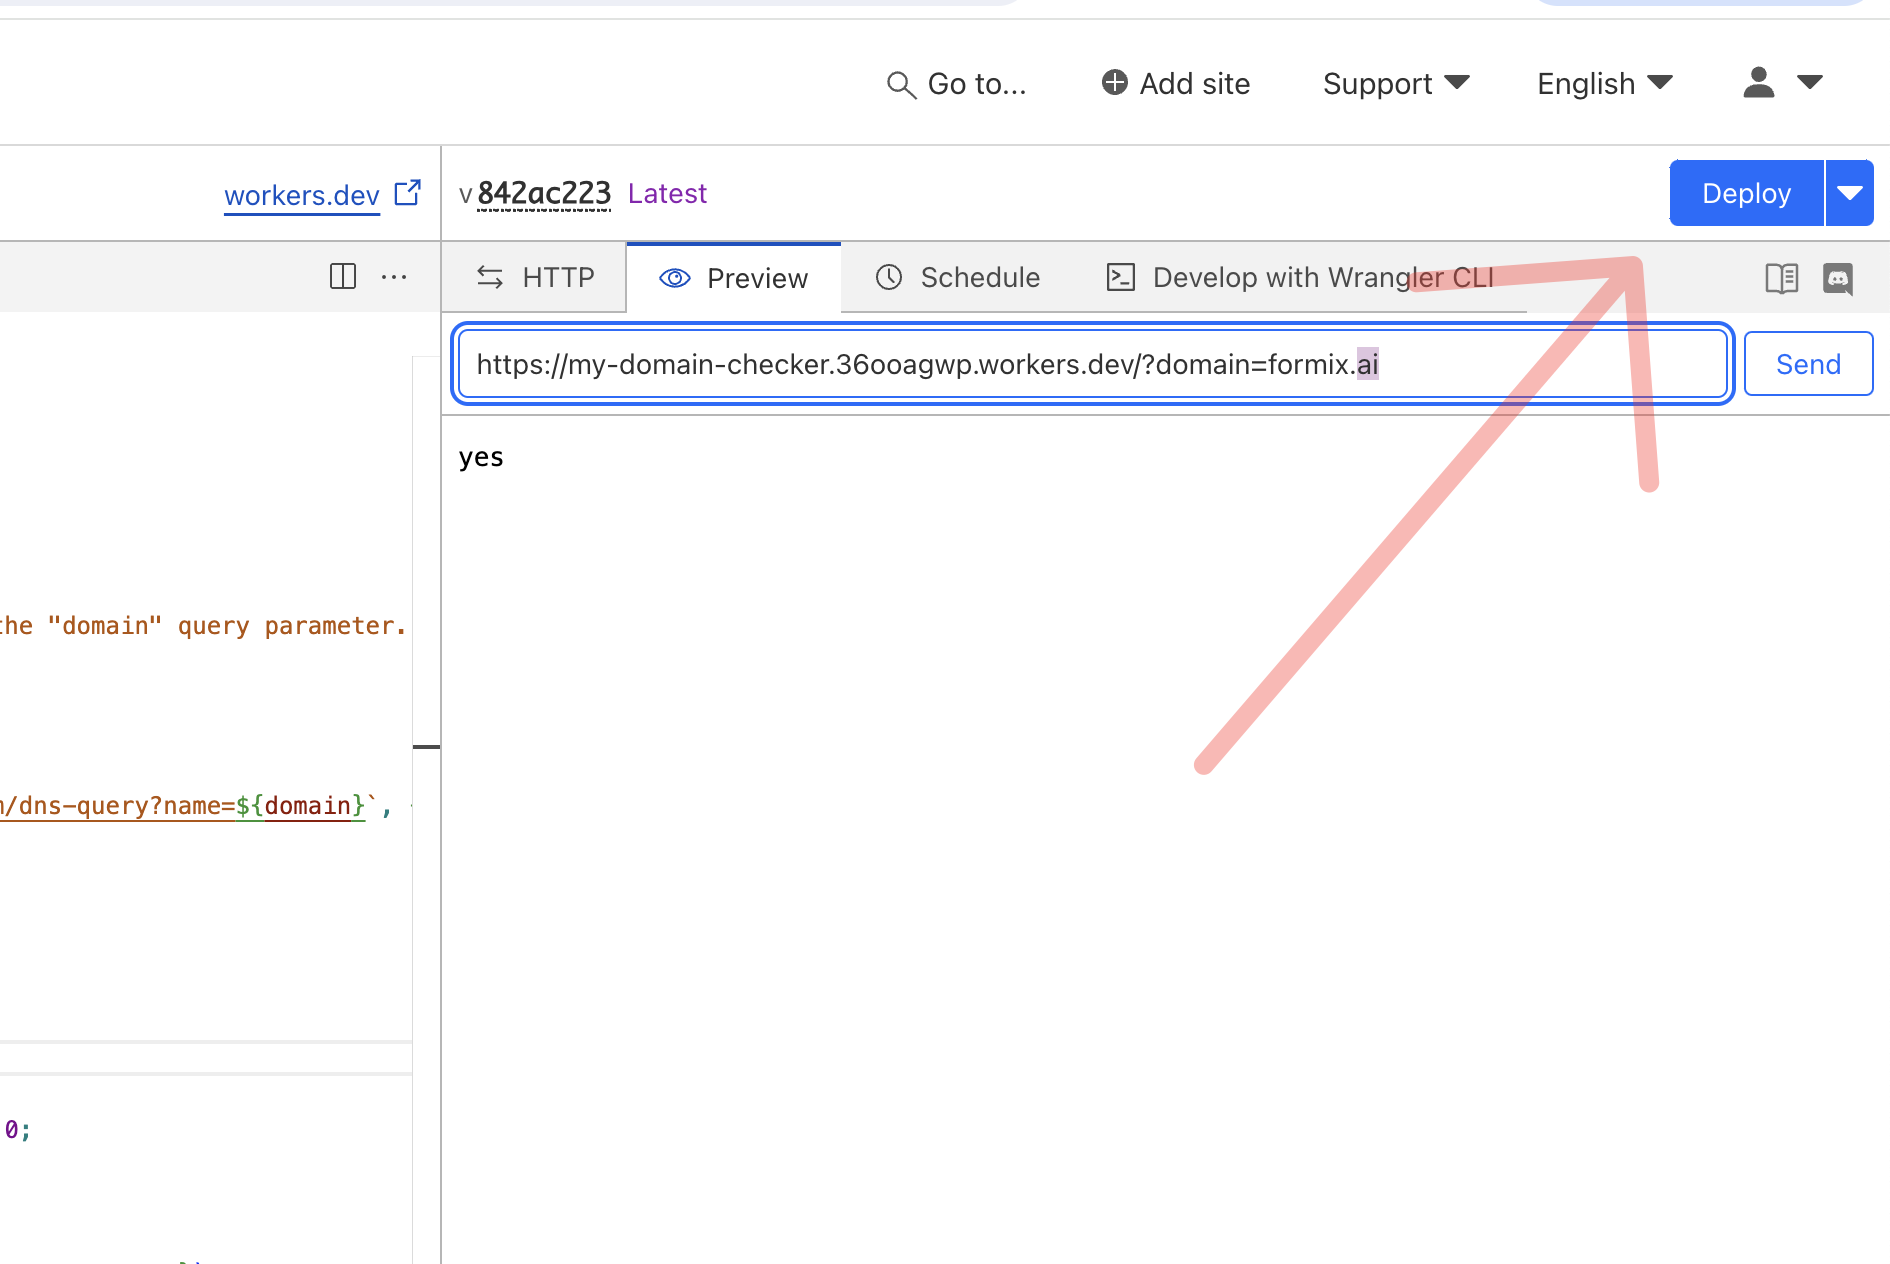 Go to...
Add site
Support
English
workers.dev
v 842ac223 Latest
Deploy
HTTP
Preview
Schedule
Develop with Wrangler CLI
https://my-domain-checker.36ooagwp.workers.dev/?domain=formix.ai
Send
yes
the "domain" query parameter.
/dns-query?name=${domain}`,
0;